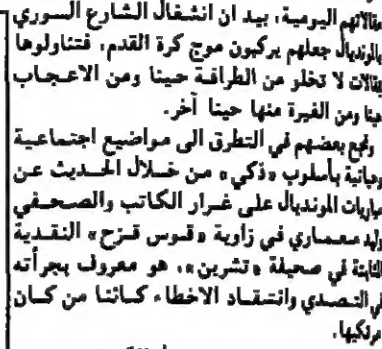 مقالاتهم اليومية، بيد ان انشغال الشارع السوري
بالمونديال جعلهم يركبون موج كرة القدم، فتناولوها
بمقالات لا تخلو من الطرافة حينا ومن الاعجاب
حينا ومن الغيرة منها حينا آخر.
ونجح بعضهم في التطرق الى مواضيع اجتماعية
وحياتية بأسلوب «ذكي» من خلال الحديث عن
مباريات المونديال على غرار الكاتب والصحفي
وليد معماري في زاوية «قوس قزح» النقدية
الثابتة في صحيفة «تشرين»، هو معروف بجرأته
في التصدي وانتقاد الاخطاء كائنا من كان
مرتكبها.